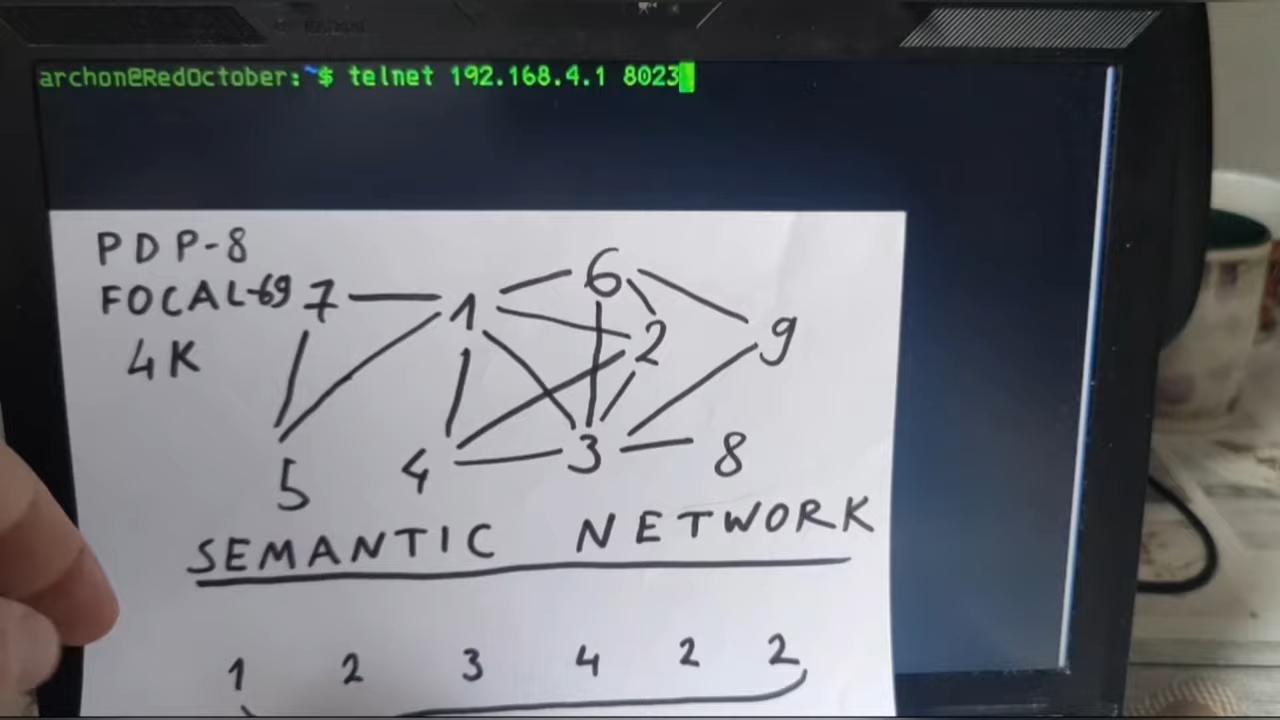 archon@RedOctober:~$ telnet 192.168.4.1 8023
PDP-8
FOCAL-69
4K
7 1 6
2 9
5 4 3 8
SEMANTIC NETWORK
1 2 3 4 2 2